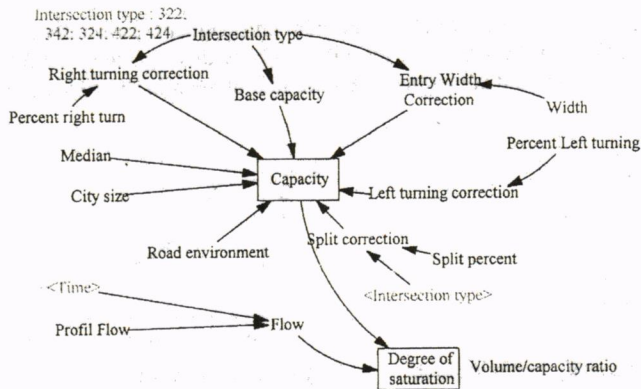 Intersection type : 322;
342; 324; 422; 424
Intersection type
Right turning correction
Entry Width
Correction
Base capacity
Width
Percent right turn
Percent Left turning
Median
Capacity
City size
Left turning correction
Road environment
Split correction
Split percent
<Time>
<Intersection type>
Profil Flow
Flow
Degree of
saturation
Volume/capacity ratio